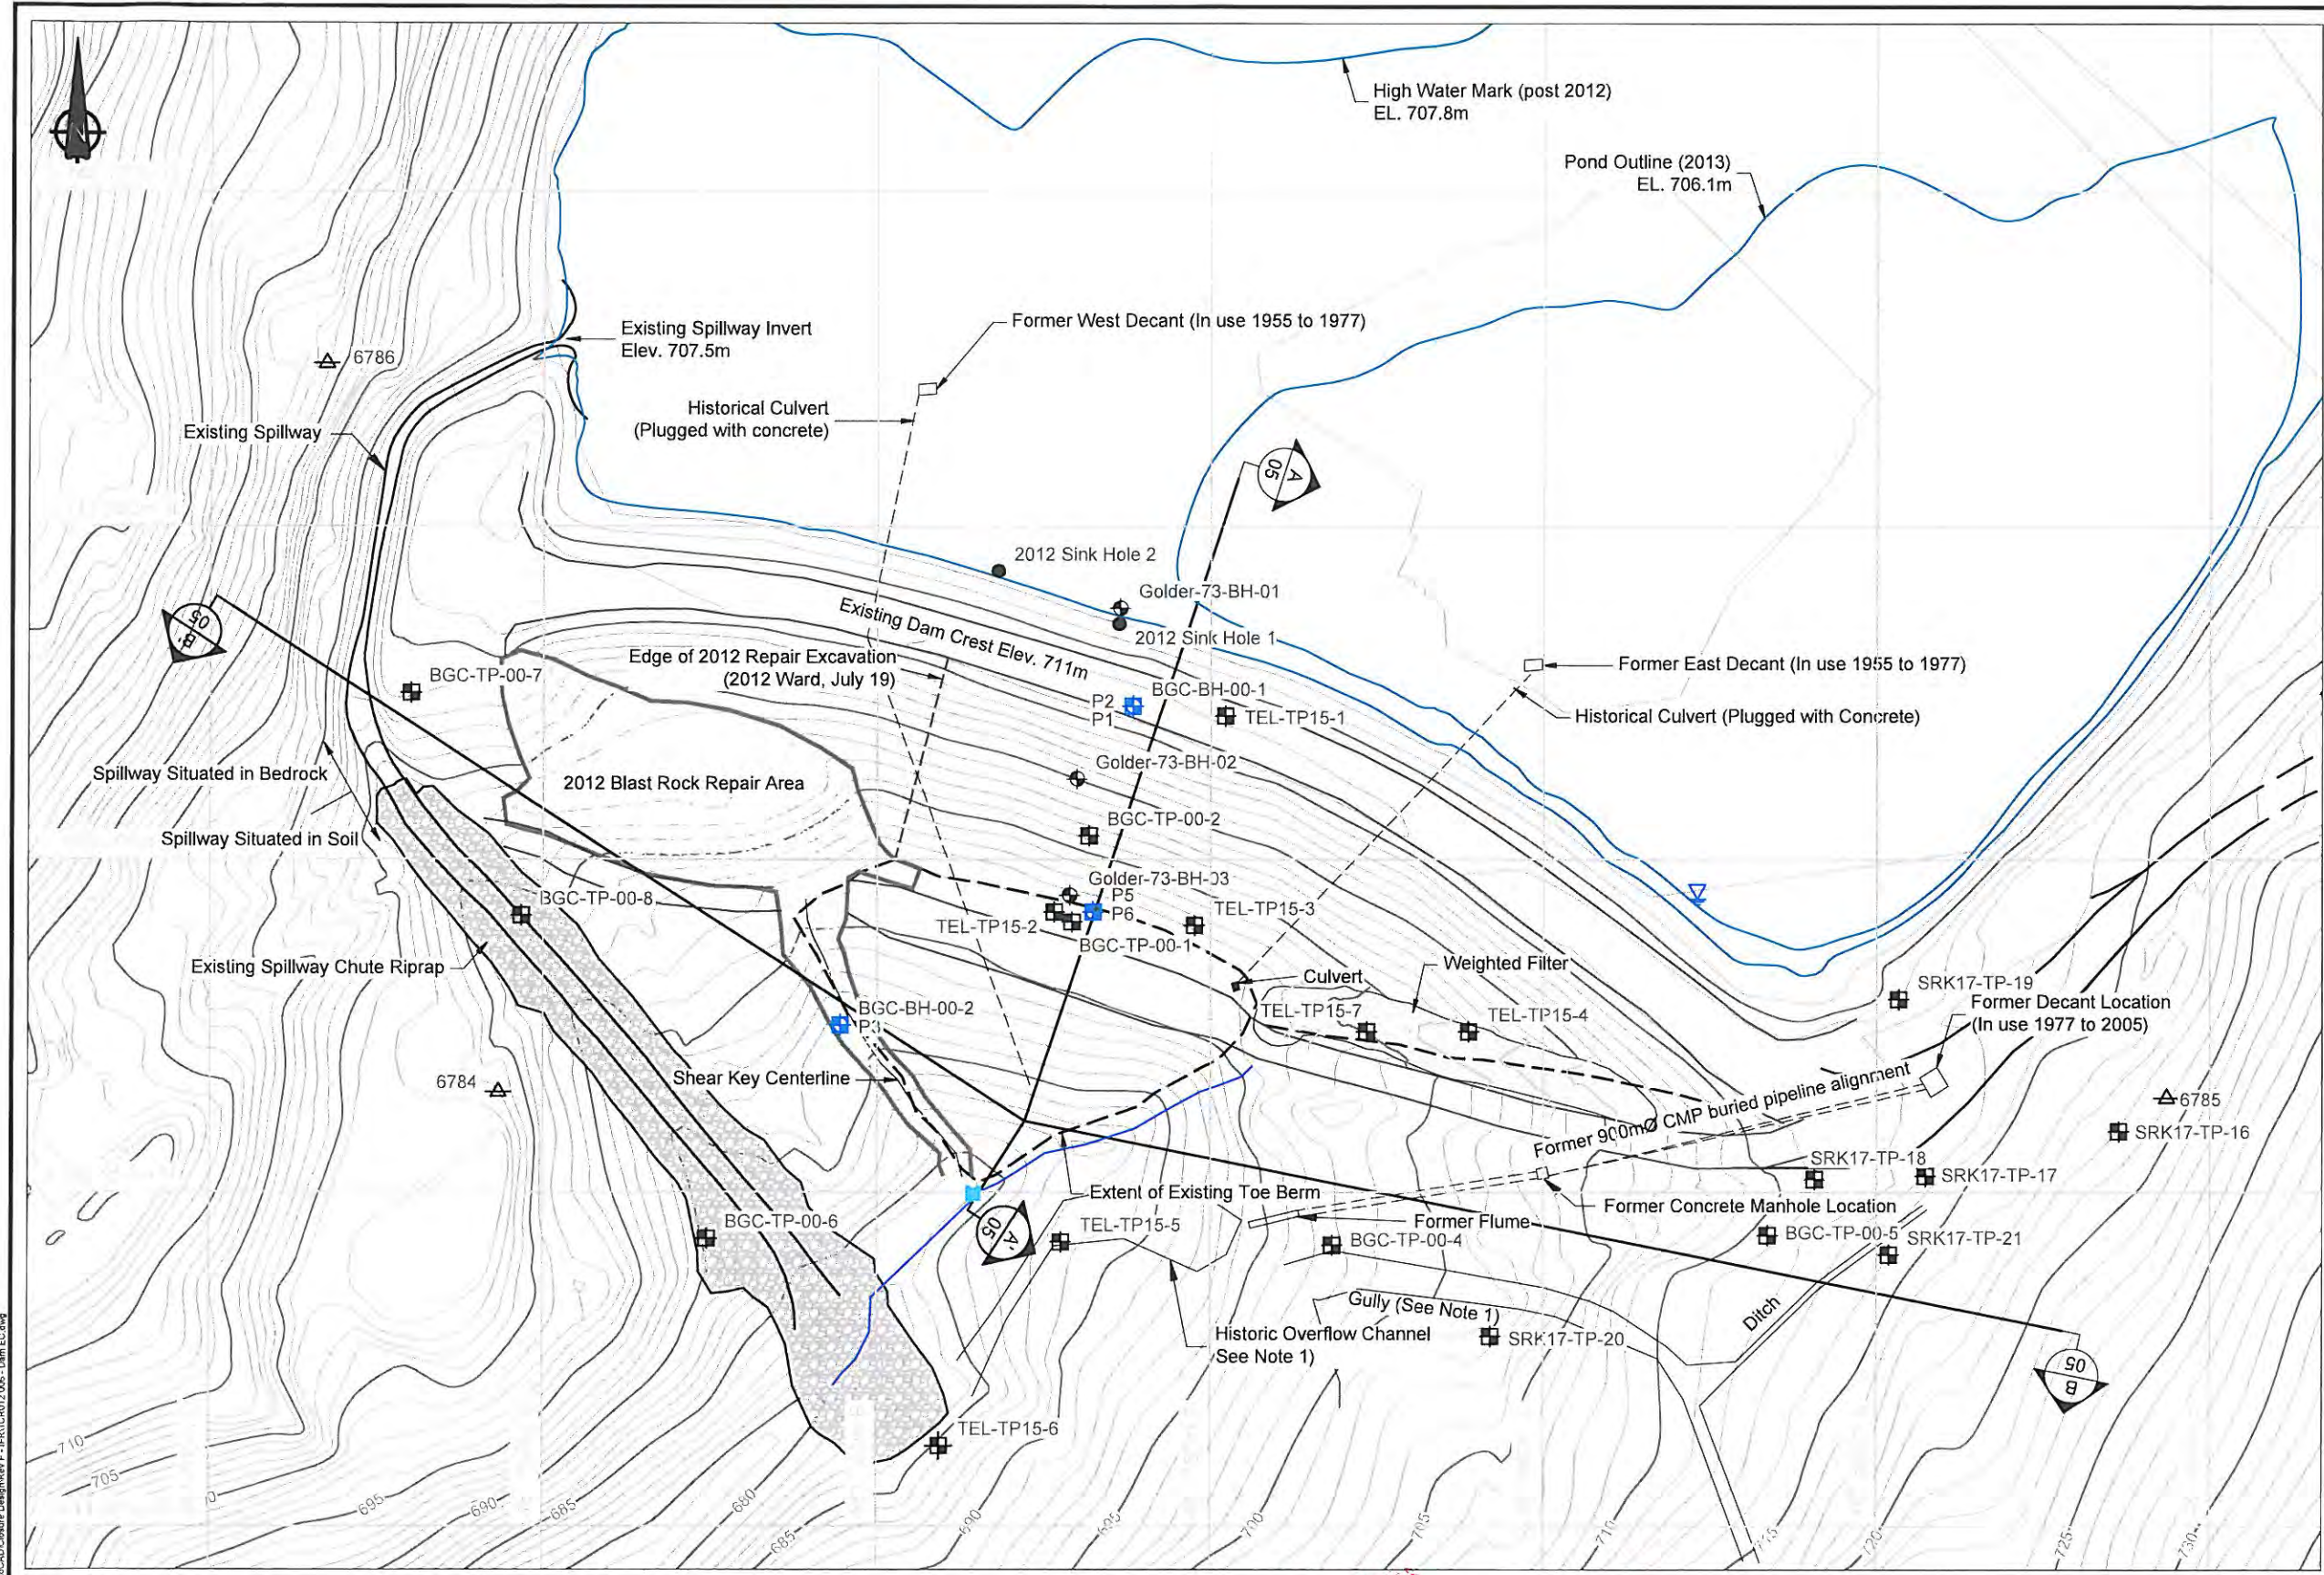 High Water Mark (post 2012)
EL. 707.8m
Pond Outline (2013)
EL. 706.1m
Existing Spillway Invert
Elev. 707.5m
Former West Decant (In use 1955 to 1977)
6786
Historical Culvert
(Plugged with concrete)
Existing Spillway
A
05
2012 Sink Hole 2
Golder-73-BH-01
2012 Sink Hole 1
Existing Dam Crest Elev. 711m
05
B'
Edge of 2012 Repair Excavation
(2012 Ward, July 19)
Former East Decant (In use 1955 to 1977)
BGC-TP-00-7
BGC-BH-00-1
P2
P1
TEL-TP15-1
Historical Culvert (Plugged with Concrete)
Golder-73-BH-02
Spillway Situated in Bedrock
2012 Blast Rock Repair Area
BGC-TP-00-2
Spillway Situated in Soil
Golder-73-BH-03
P5
P6
BGC-TP-00-8
TEL-TP15-3
TEL-TP15-2
BGC-TP-00-1
Existing Spillway Chute Riprap
Culvert
Weighted Filter
SRK17-TP-19
Former Decant Location
(In use 1977 to 2005)
BGC-BH-00-2
P3
TEL-TP15-7
TEL-TP15-4
6784
Shear Key Centerline
Former 900mØ CMP buried pipeline alignment
6785
SRK17-TP-16
SRK17-TP-18
SRK17-TP-17
Extent of Existing Toe Berm
Former Concrete Manhole Location
BGC-TP-00-6
TEL-TP15-5
Former Flume
BGC-TP-00-4
BGC-TP-00-5
SRK17-TP-21
05
A'
Gully (See Note 1)
Ditch
Historic Overflow Channel
See Note 1)
SRK17-TP-20
05
B
TEL-TP15-6
710
705
695
690
685
680
685
690
695
700
705
710
715
720
725
730